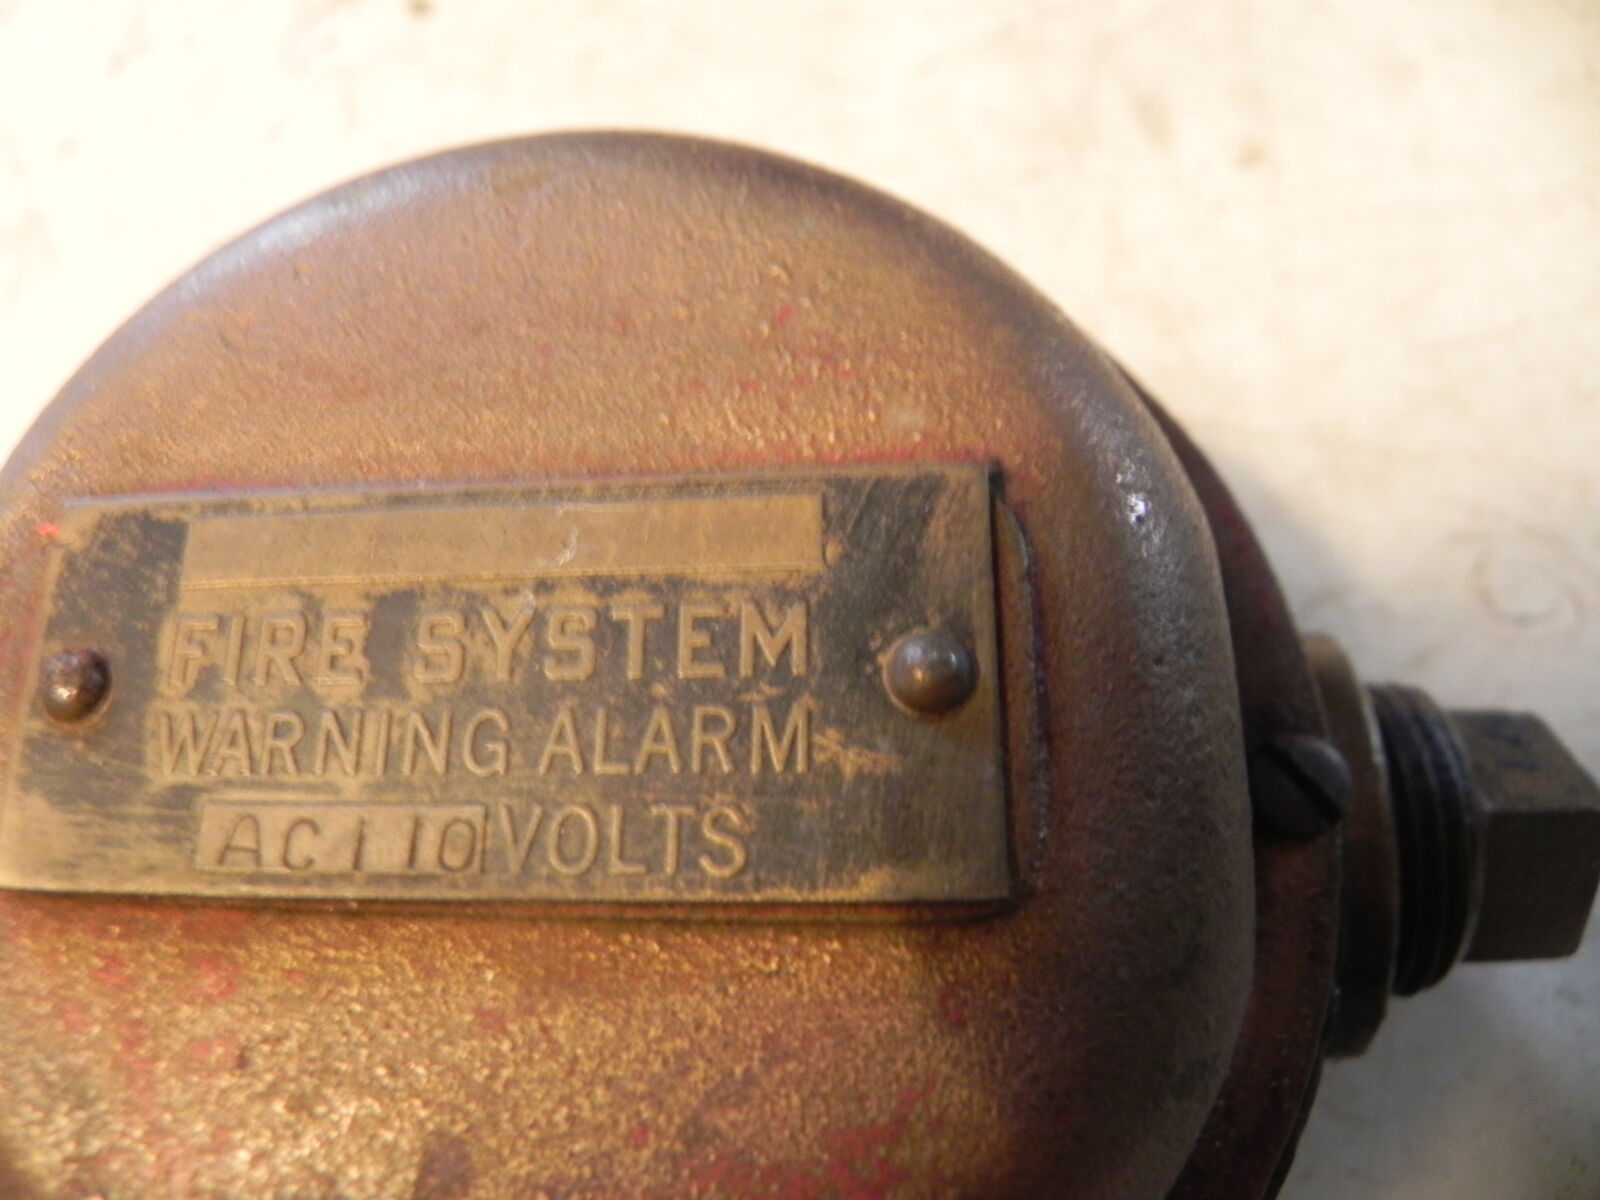 FIRE SYSTEM
WARNING ALARM
AC 110 VOLTS